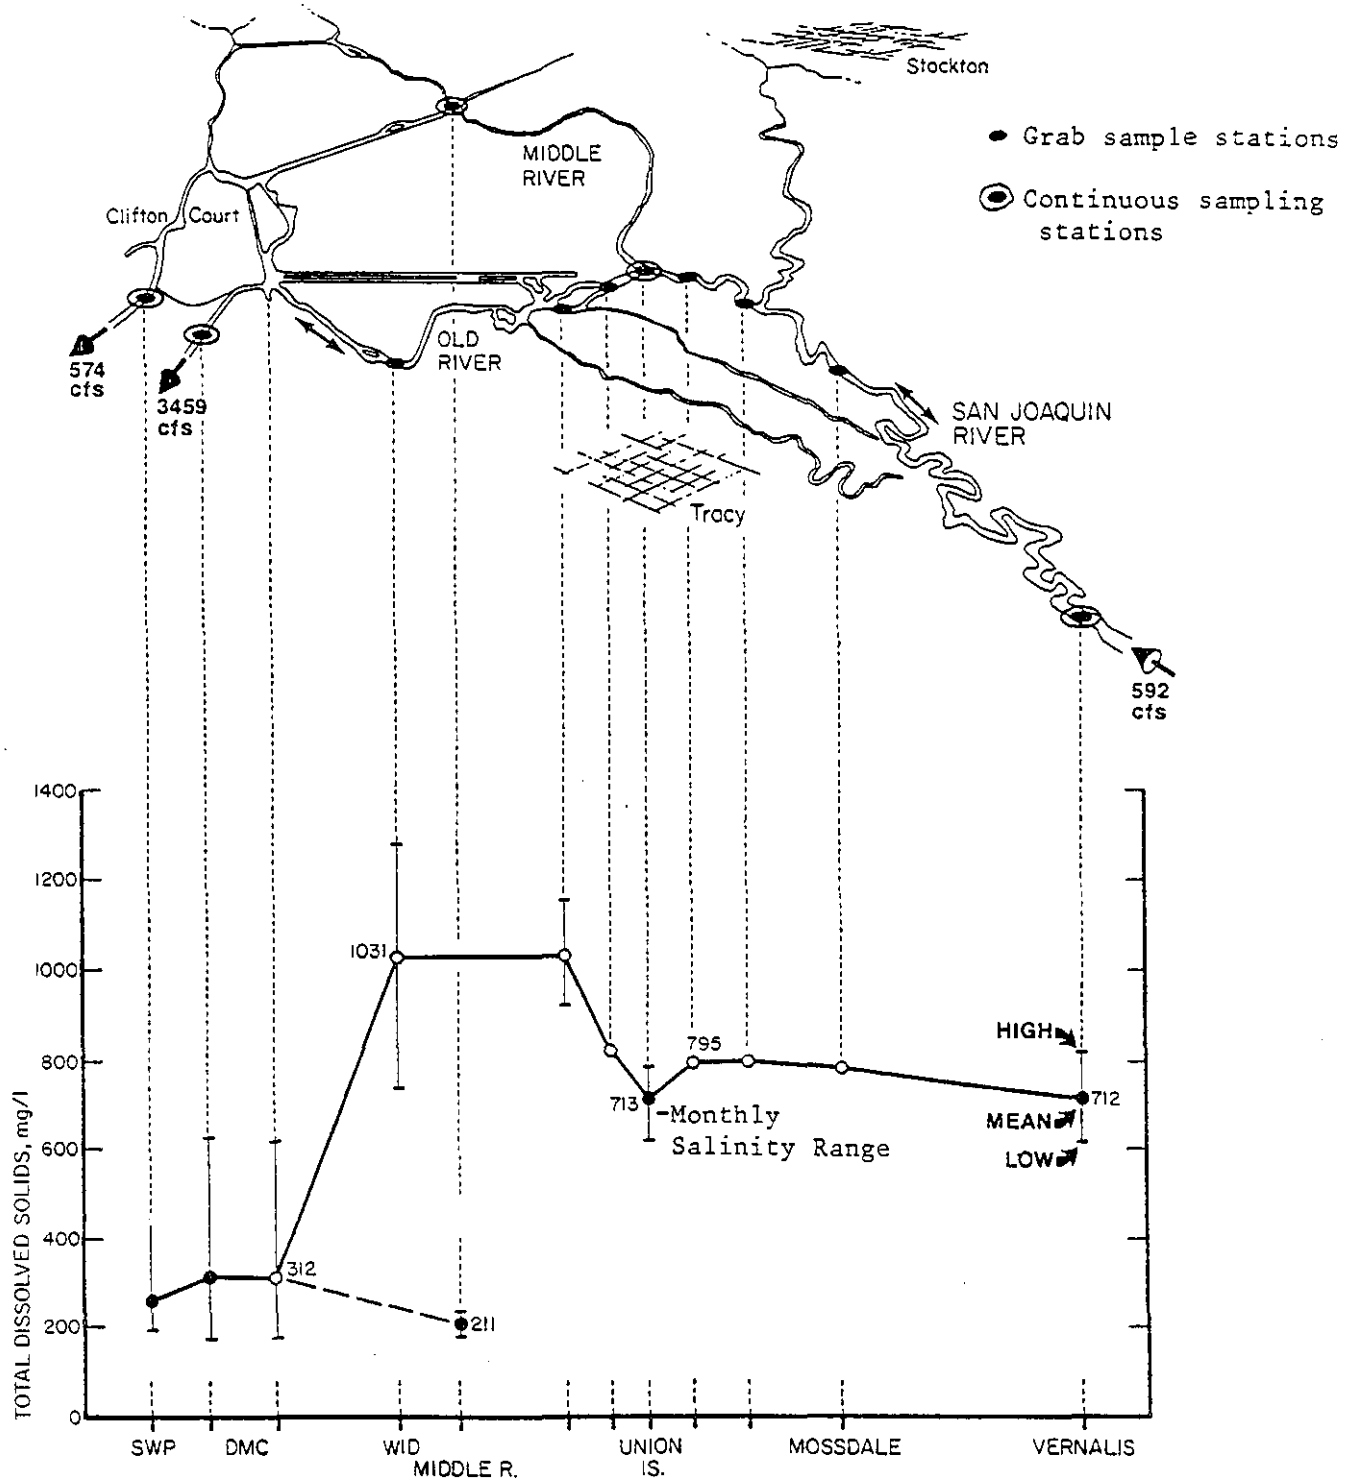 Stockton
Grab sample stations
MIDDLE
RIVER
Continuous sampling
stations
Clifton Court
OLD
RIVER
574
cfs
3459
cfs
SAN JOAQUIN
RIVER
Tracy
592
cfs
1400
1200
1000
800
600
400
200
0
TOTAL DISSOLVED SOLIDS, mg/l
1031
795
HIGH
713
Monthly
Salinity Range
712
MEAN
LOW
312
211
SWP
DMC
WID
MIDDLE R.
UNION
IS.
MOSSDALE
VERNALIS